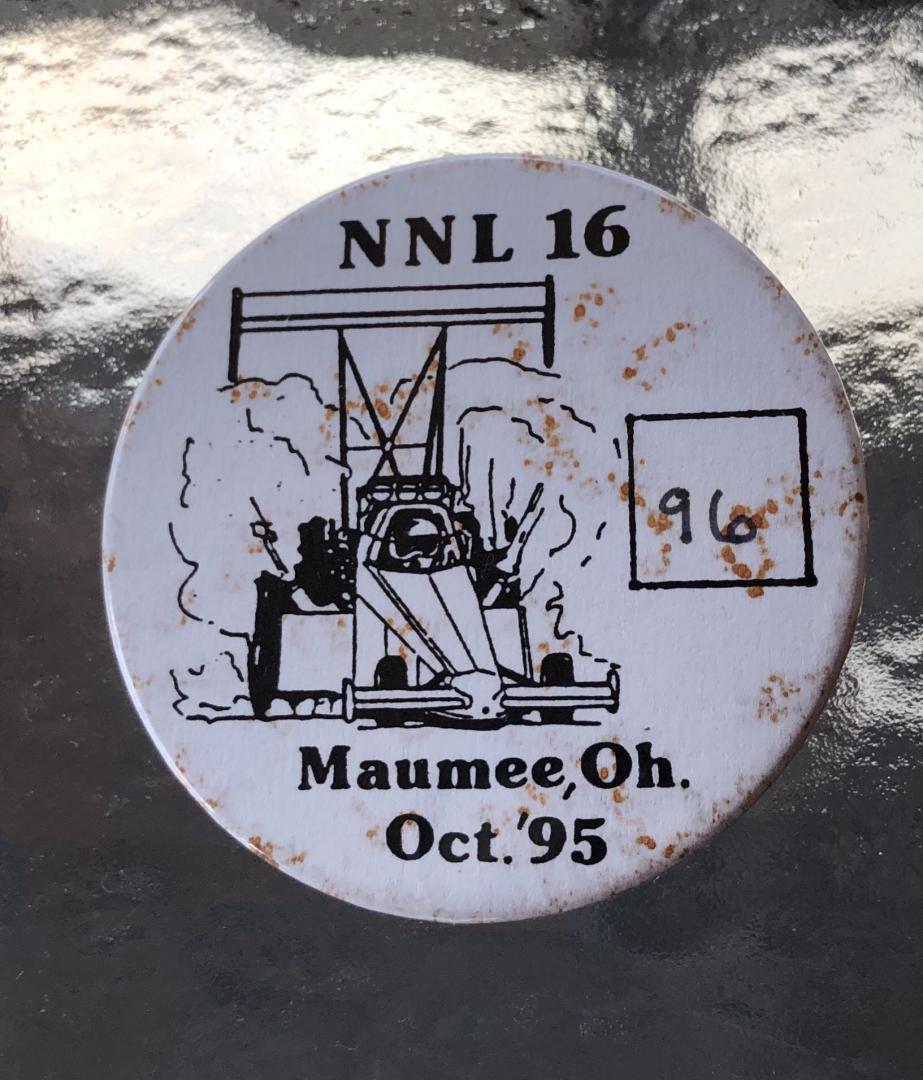 NNL 16
96
Maumee, Oh.
Oct. '95